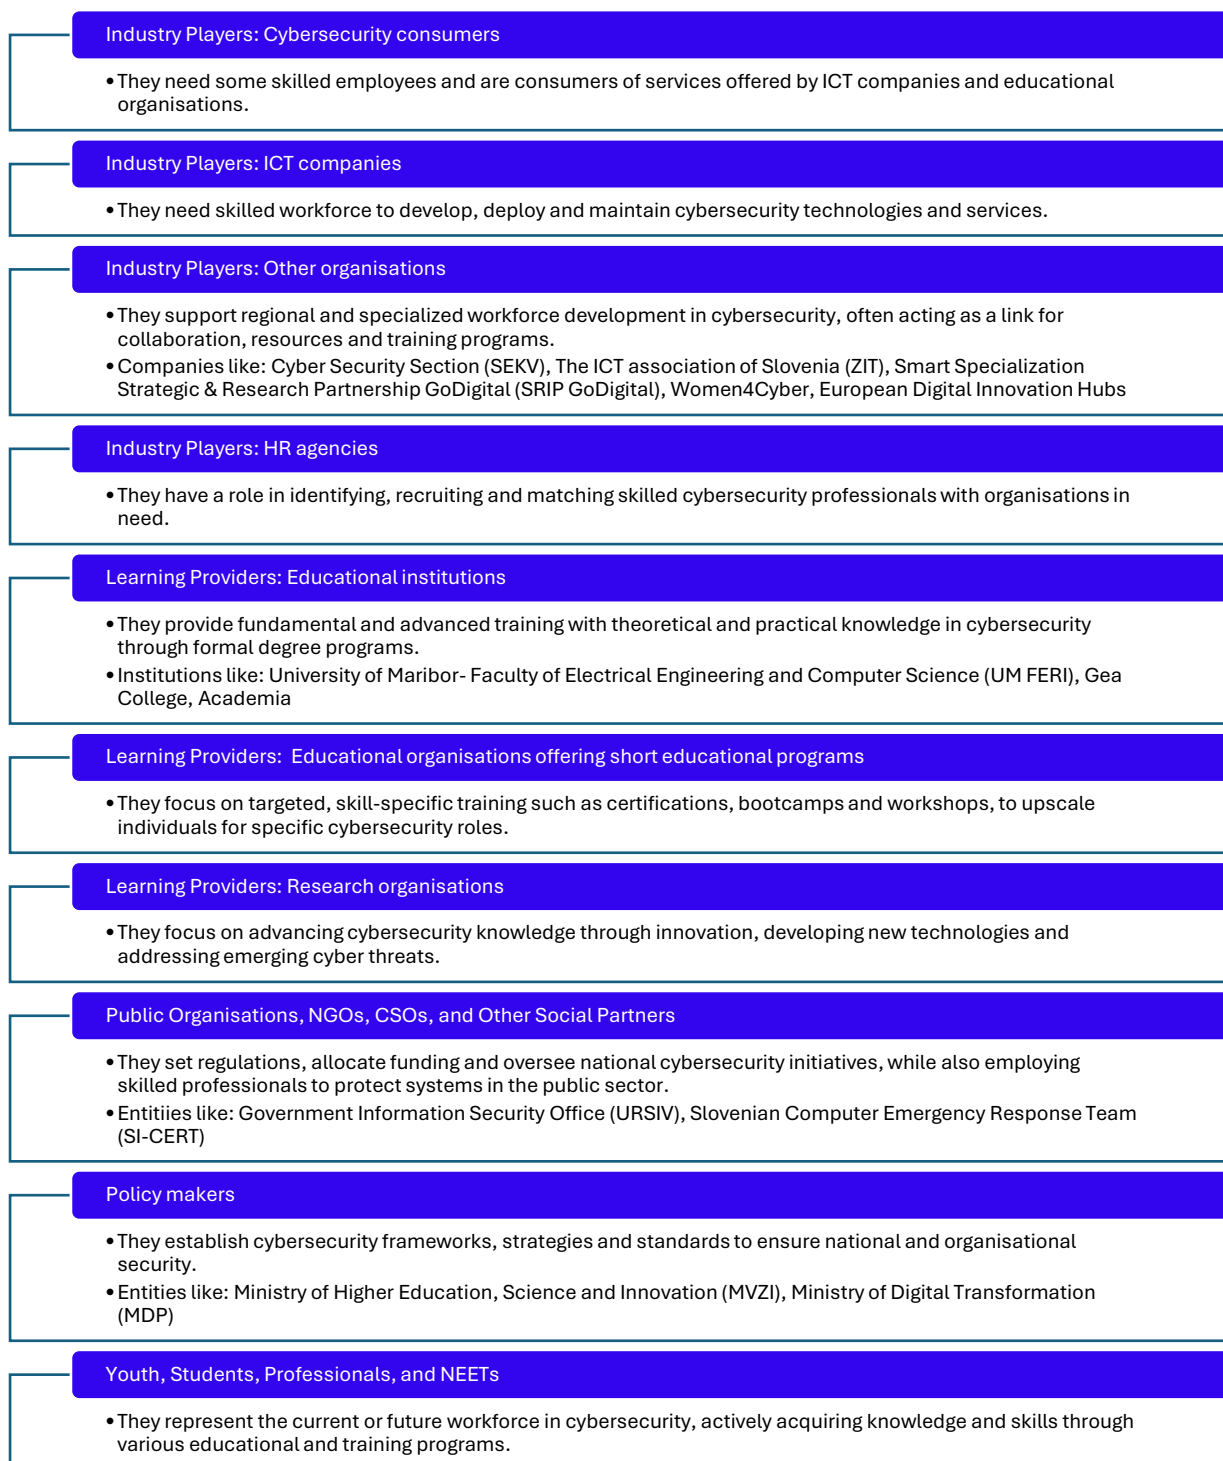 Industry Players: Cybersecurity consumers
• They need some skilled employees and are consumers of services offered by ICT companies and educational
organisations.
Industry Players: ICT companies
• They need skilled workforce to develop, deploy and maintain cybersecurity technologies and services.
Industry Players: Other organisations
• They support regional and specialized workforce development in cybersecurity, often acting as a link for
collaboration, resources and training programs.
• Companies like: Cyber Security Section (SEKV), The ICT association of Slovenia (ZIT), Smart Specialization
Strategic & Research Partnership GoDigital (SRIP GoDigital), Women4Cyber, European Digital Innovation Hubs
Industry Players: HR agencies
• They have a role in identifying, recruiting and matching skilled cybersecurity professionals with organisations in
need.
Learning Providers: Educational institutions
• They provide fundamental and advanced training with theoretical and practical knowledge in cybersecurity
through formal degree programs.
• Institutions like: University of Maribor- Faculty of Electrical Engineering and Computer Science (UM FERI), Gea
College, Academia
Learning Providers:  Educational organisations offering short educational programs
• They focus on targeted, skill-specific training such as certifications, bootcamps and workshops, to upscale
individuals for specific cybersecurity roles.
Learning Providers: Research organisations
• They focus on advancing cybersecurity knowledge through innovation, developing new technologies and
addressing emerging cyber threats.
Public Organisations, NGOs, CSOs, and Other Social Partners
• They set regulations, allocate funding and oversee national cybersecurity initiatives, while also employing
skilled professionals to protect systems in the public sector.
• Entitiies like: Government Information Security Office (URSIV), Slovenian Computer Emergency Response Team
(SI-CERT)
Policy makers
• They establish cybersecurity frameworks, strategies and standards to ensure national and organisational
security.
• Entities like: Ministry of Higher Education, Science and Innovation (MVZI), Ministry of Digital Transformation
(MDP)
Youth, Students, Professionals, and NEETs
• They represent the current or future workforce in cybersecurity, actively acquiring knowledge and skills through
various educational and training programs.